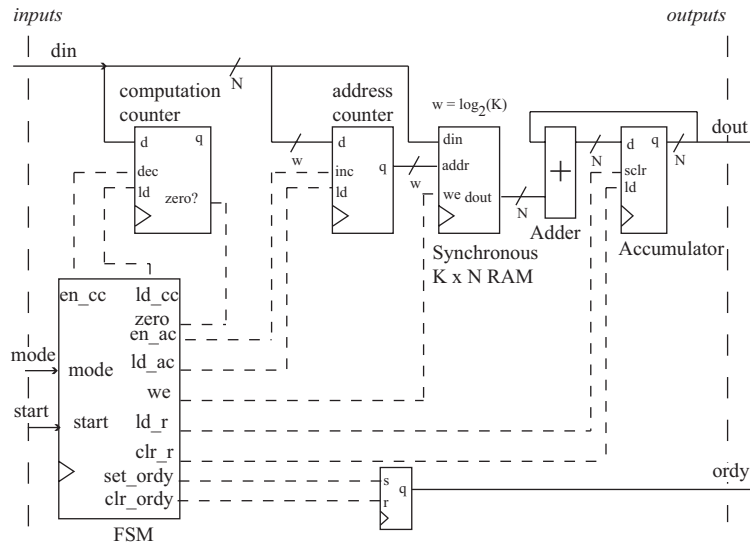 inputs
outputs
din
N
computation
counter
d
q
dec
ld
zero?
address
counter
w
d
inc
q
ld
w
w = log2(K)
din
addr
we
dout
N
Synchronous
K x N RAM
+
Adder
N
d
q
sclr
ld
N
Accumulator
dout
en_cc
ld_cc
zero
en_ac
ld_ac
we
ld_r
clr_r
set_ordy
clr_ordy
mode
mode
start
start
FSM
s
q
r
ordy